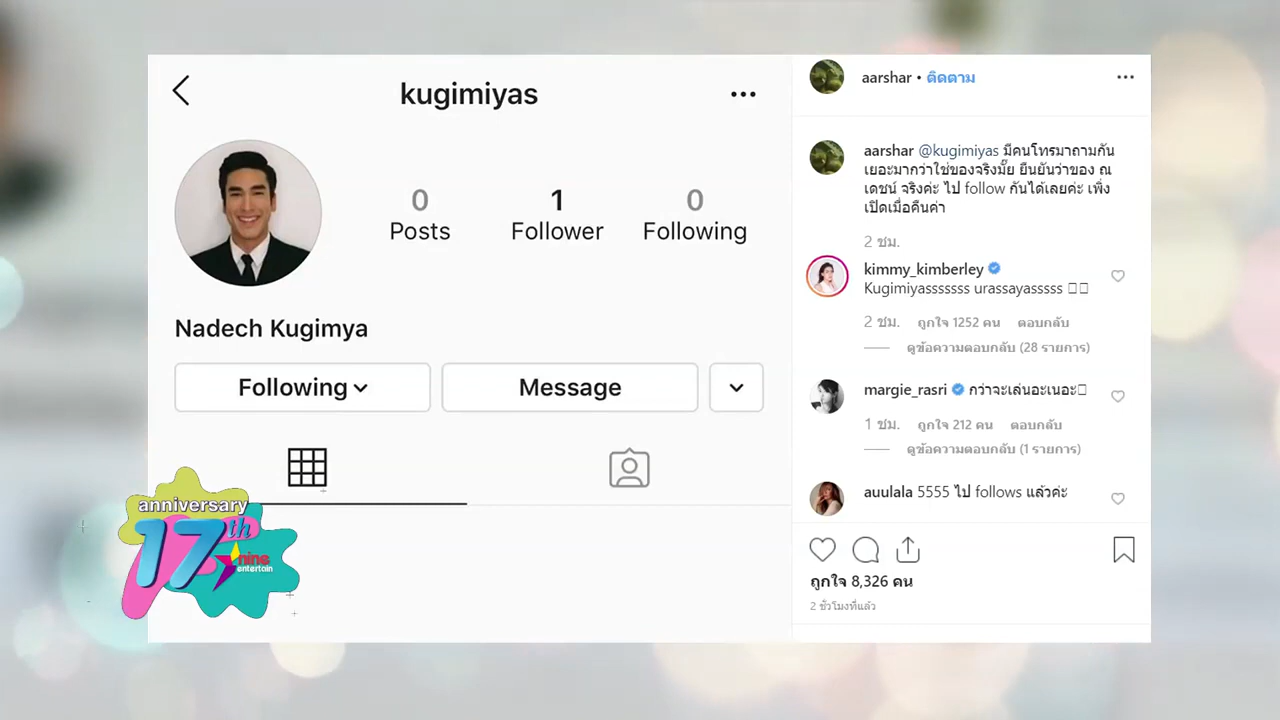 kugimiyas
0
Posts
1
Follower
0
Following
Nadech Kugimya
Following
Message
anniversary
17th
nine
entertain
aarshar • ติดตาม
aarshar @kugimiyas มีคนโทรมาถามกัน
เยอะมากว่าใช่ของจริงมั๊ย ยืนยันว่าของ ณ
เดชน์ จริงค่ะ ไป follow กันได้เลยค่ะ เพิ่ง
เปิดเมื่อคืนค่า
2 ชม.
kimmy_kimberley
Kugimiyasssssss urassayasssss
2 ชม. ถูกใจ 1252 คน ตอบกลับ
ดูข้อความตอบกลับ (28 รายการ)
margie_rasri กว่าจะเล่นอะเนอะ
1 ชม. ถูกใจ 212 คน ตอบกลับ
ดูข้อความตอบกลับ (1 รายการ)
auulala 5555 ไป follows แล้วค่ะ
ถูกใจ 8,326 คน
2 ชั่วโมงที่แล้ว